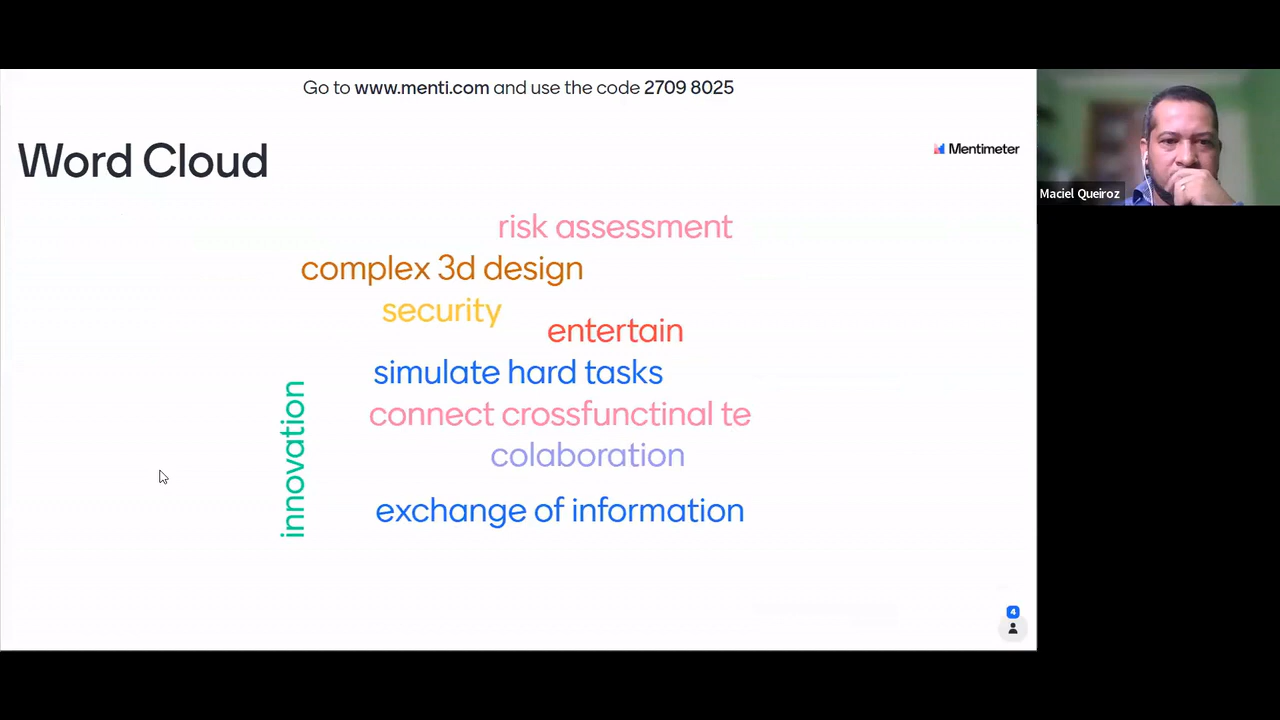 Go to www.menti.com and use the code 2709 8025
Word Cloud
Mentimeter
Maciel Queiroz
risk assessment
complex 3d design
security
entertain
simulate hard tasks
connect crossfunctinal te
colaboration
innovation
exchange of information
4